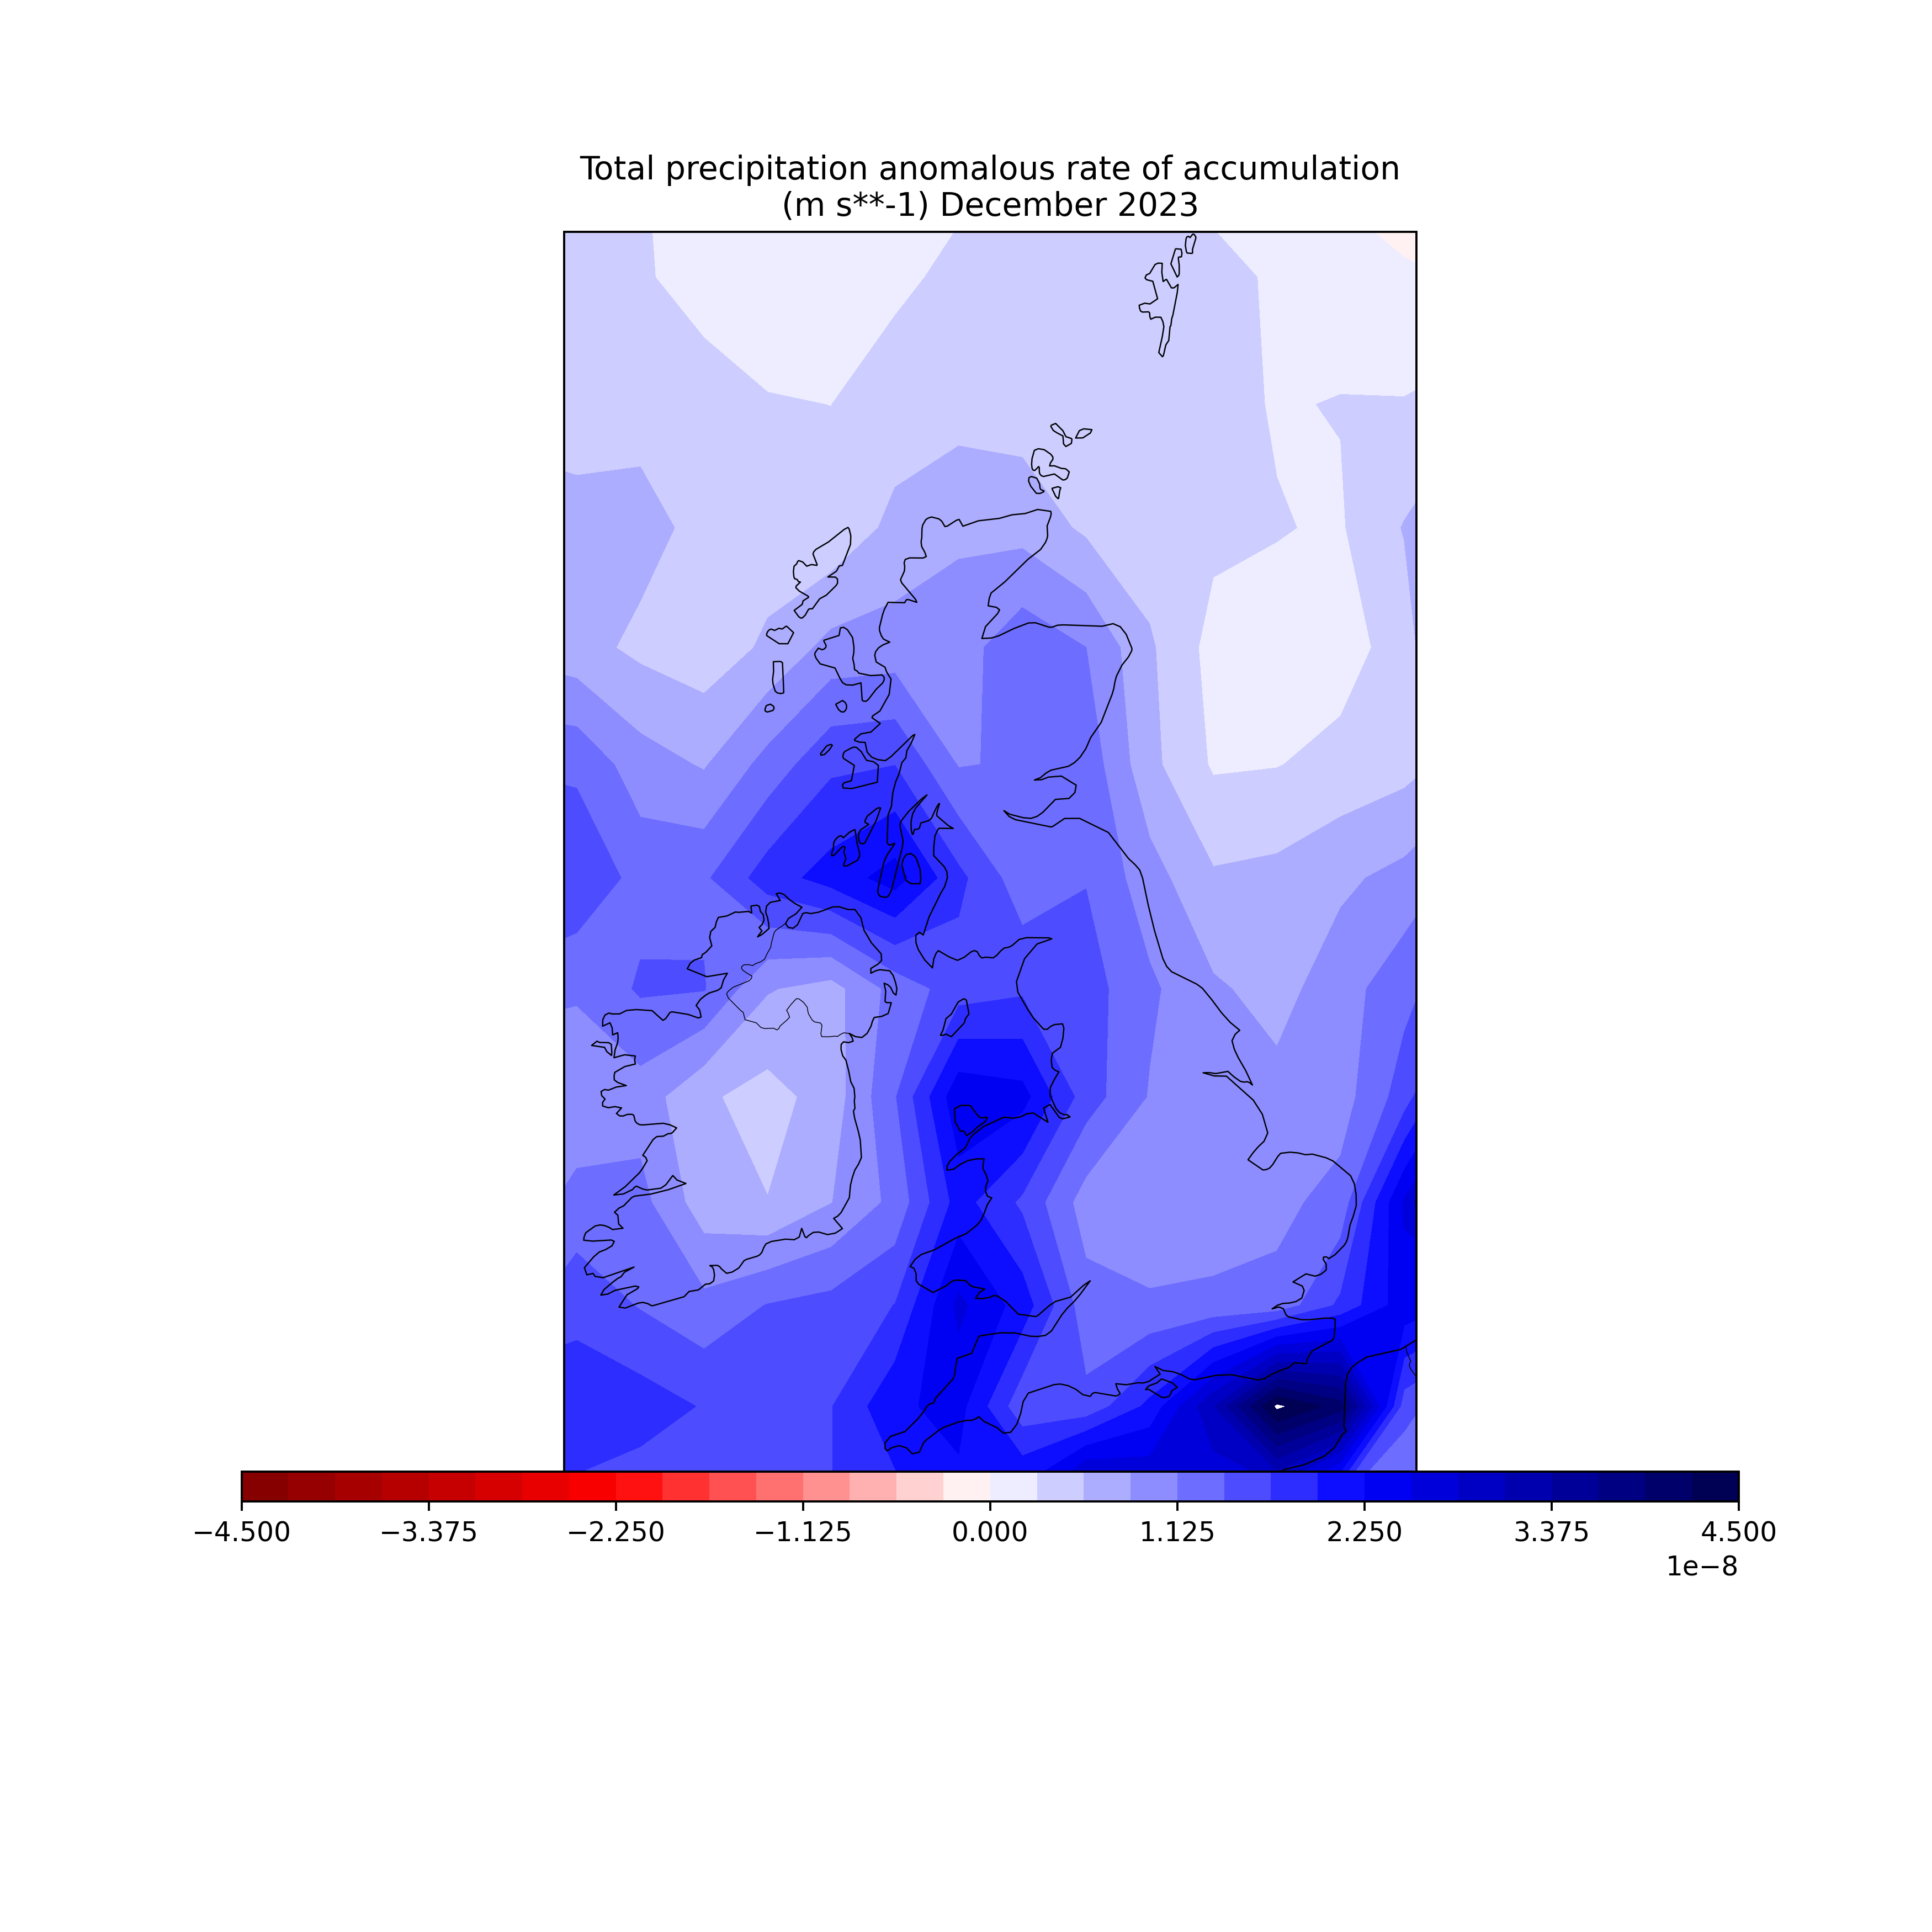 Total precipitation anomalous rate of accumulation
(m s**-1) December 2023
−4.500 −3.375 −2.250 −1.125 0.000 1.125 2.250 3.375 4.500
1e−8